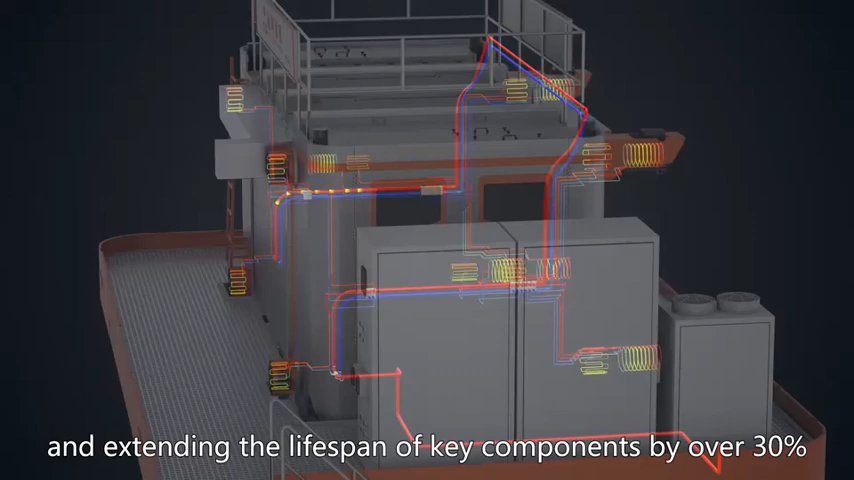 and extending the lifespan of key components by over 30%